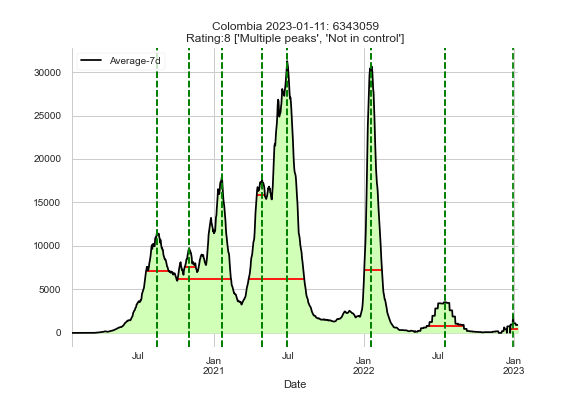 Colombia 2023-01-11: 6343059
Rating:8 ['Multiple peaks', 'Not in control']
Average-7d
30000
25000
20000
15000
10000
5000
0
Jul
Jan
2021
Jul
Jan
2022
Jul
Jan
2023
Date